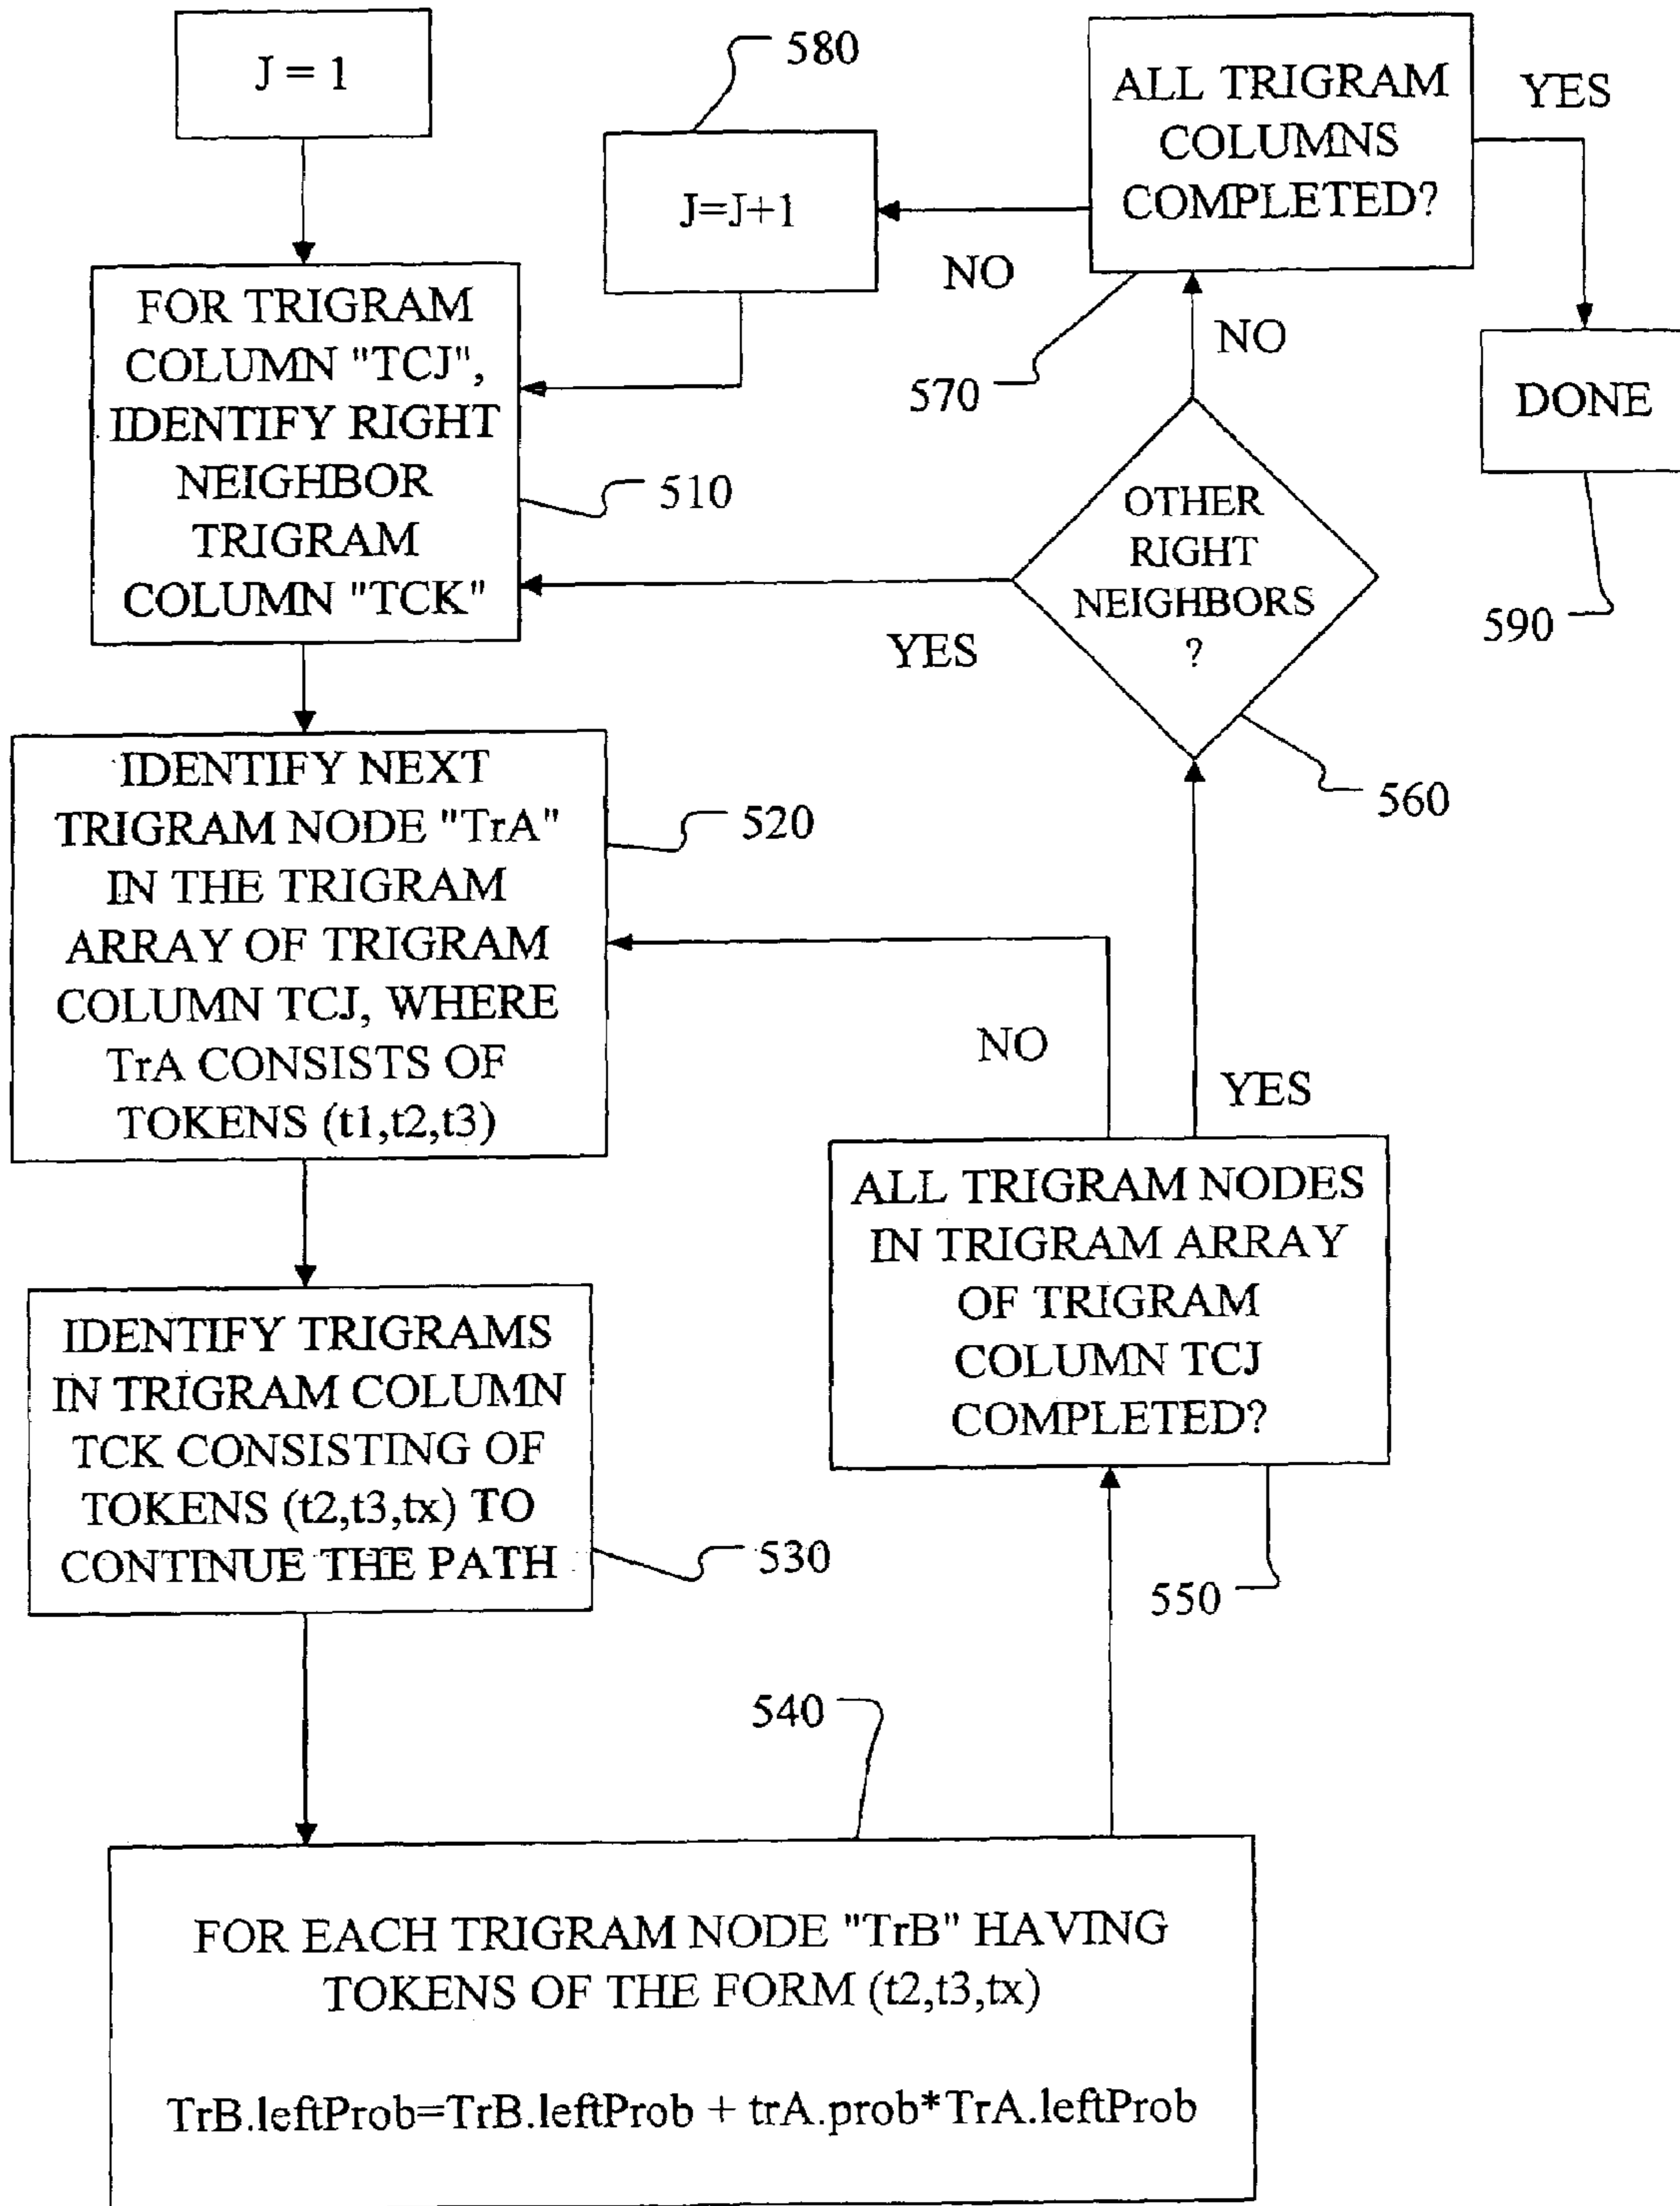 J = 1
580
J=J+1
ALL TRIGRAM
COLUMNS
COMPLETED?
YES
NO
NO
570
DONE
590
FOR TRIGRAM
COLUMN "TCJ",
IDENTIFY RIGHT
NEIGHBOR
TRIGRAM
COLUMN "TCK"
510
OTHER
RIGHT
NEIGHBORS
?
YES
560
IDENTIFY NEXT
TRIGRAM NODE "TrA"
IN THE TRIGRAM
ARRAY OF TRIGRAM
COLUMN TCJ, WHERE
TrA CONSISTS OF
TOKENS (t1,t2,t3)
520
NO
YES
ALL TRIGRAM NODES
IN TRIGRAM ARRAY
OF TRIGRAM
COLUMN TCJ
COMPLETED?
550
IDENTIFY TRIGRAMS
IN TRIGRAM COLUMN
TCK CONSISTING OF
TOKENS (t2,t3,tx) TO
CONTINUE THE PATH
530
540
FOR EACH TRIGRAM NODE "TrB" HAVING
TOKENS OF THE FORM (t2,t3,tx)
TrB.leftProb=TrB.leftProb + trA.prob*TrA.leftProb